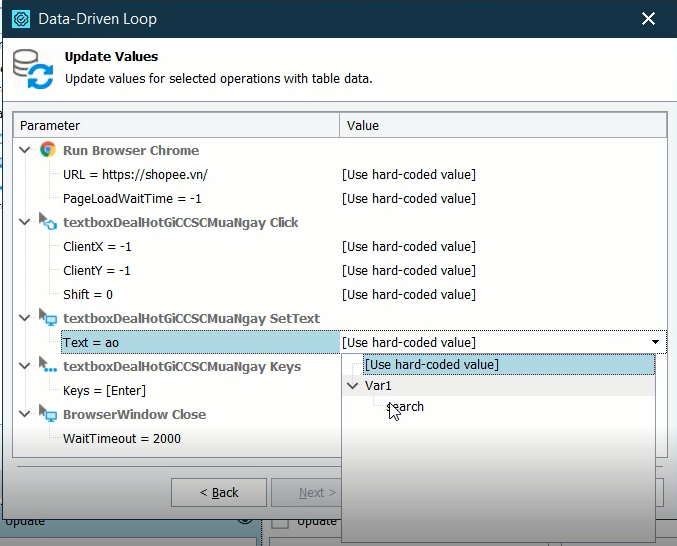 Data-Driven Loop
Update Values
Update values for selected operations with table data.
Parameter Value
Run Browser Chrome
URL = https://shopee.vn/ [Use hard-coded value]
PageLoadWaitTime = -1 [Use hard-coded value]
textboxDealHotGiCCSCMuaNgay Click
ClientX = -1 [Use hard-coded value]
ClientY = -1 [Use hard-coded value]
Shift = 0 [Use hard-coded value]
textboxDealHotGiCCSCMuaNgay SetText
Text = ao [Use hard-coded value]
textboxDealHotGiCCSCMuaNgay Keys [Use hard-coded value]
Keys = [Enter] Var1
BrowserWindow Close search
WaitTimeout = 2000
< Back Next >
Update Update